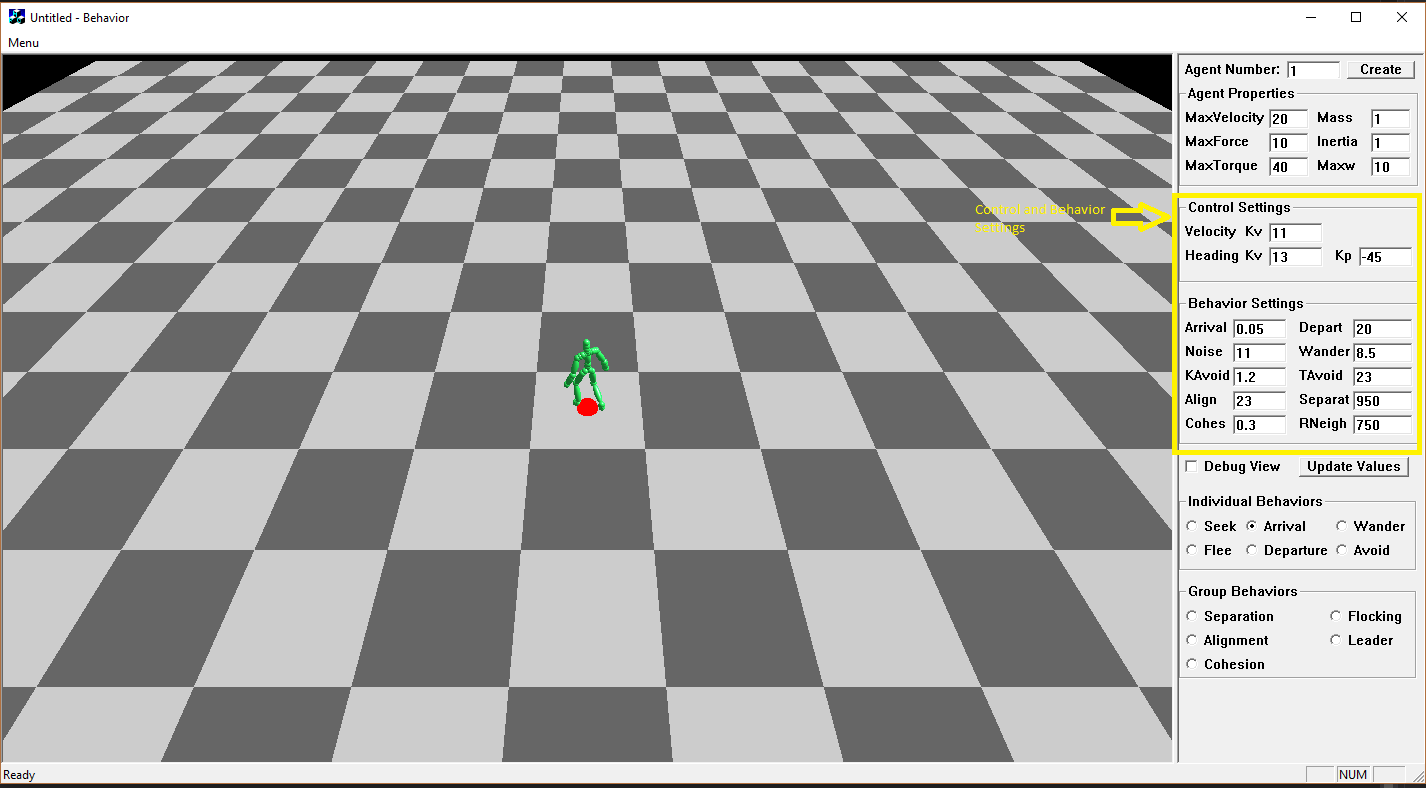 Untitled - Behavior
Menu
Agent Number: 1 Create
Agent Properties
MaxVelocity 20 Mass 1
MaxForce 10 Inertia 1
MaxTorque 40 Maxw 10
Control and Behavior
Settings
Control Settings
Velocity Kv 11
Heading Kv 13 Kp -45
Behavior Settings
Arrival 0.05 Depart 20
Noise 11 Wander 8.5
KAvoid 1.2 TAvoid 23
Align 23 Separat 950
Cohes 0.3 RNeigh 750
Debug View Update Values
Individual Behaviors
Seek Arrival Wander
Flee Departure Avoid
Group Behaviors
Separation Flocking
Alignment Leader
Cohesion
Ready NUM